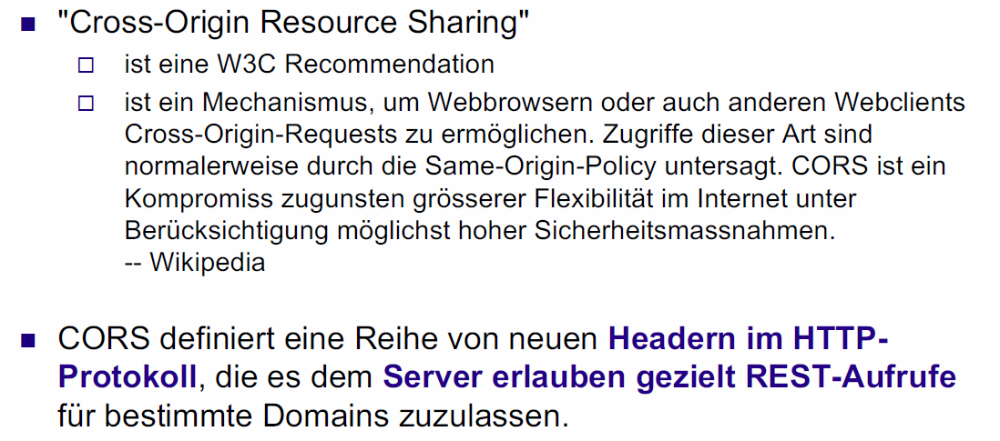 "Cross-Origin Resource Sharing"
ist eine W3C Recommendation
ist ein Mechanismus, um Webbrowsern oder auch anderen Webclients
Cross-Origin-Requests zu ermöglichen. Zugriffe dieser Art sind
normalerweise durch die Same-Origin-Policy untersagt. CORS ist ein
Kompromiss zugunsten grösserer Flexibilität im Internet unter
Berücksichtigung möglichst hoher Sicherheitsmassnahmen.
-- Wikipedia
CORS definiert eine Reihe von neuen Headern im HTTP-
Protokoll, die es dem Server erlauben gezielt REST-Aufrufe
für bestimmte Domains zuzulassen.